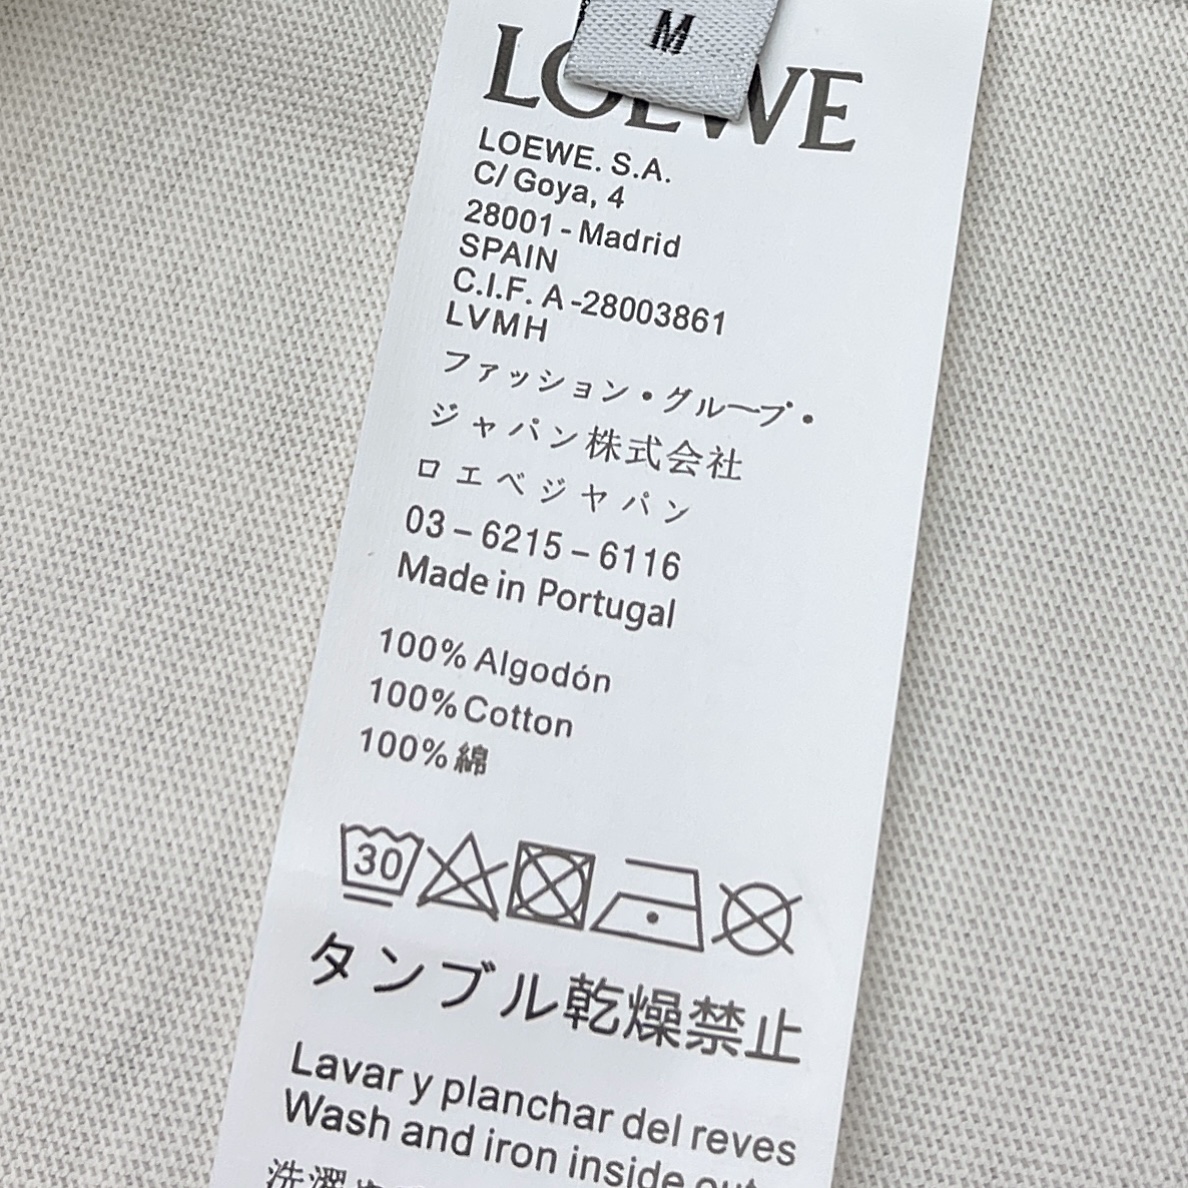 M
LOEWE
LOEWE. S.A.
C/ Goya, 4
28001 - Madrid
SPAIN
C.I.F. A -28003861
LVMH
ファッション・グループ・
ジャパン株式会社
ロエベジャパン
03 – 6215 – 6116
Made in Portugal
100% Algodón
100% Cotton
100% 綿
30
タンブル乾燥禁止
Lavar y planchar del reves
Wash and iron inside out
洗濯